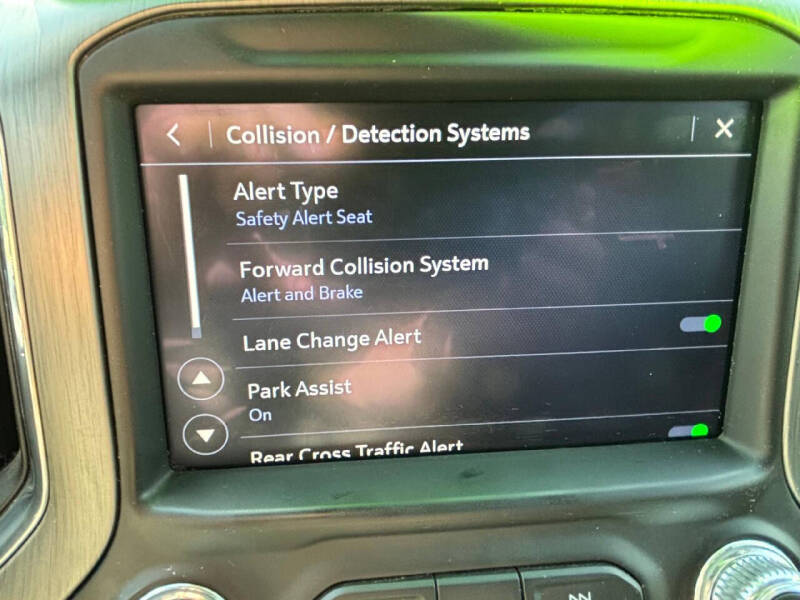 Collision / Detection Systems
Alert Type
Safety Alert Seat
Forward Collision System
Alert and Brake
Lane Change Alert
Park Assist
On
Rear Cross Traffic Alert